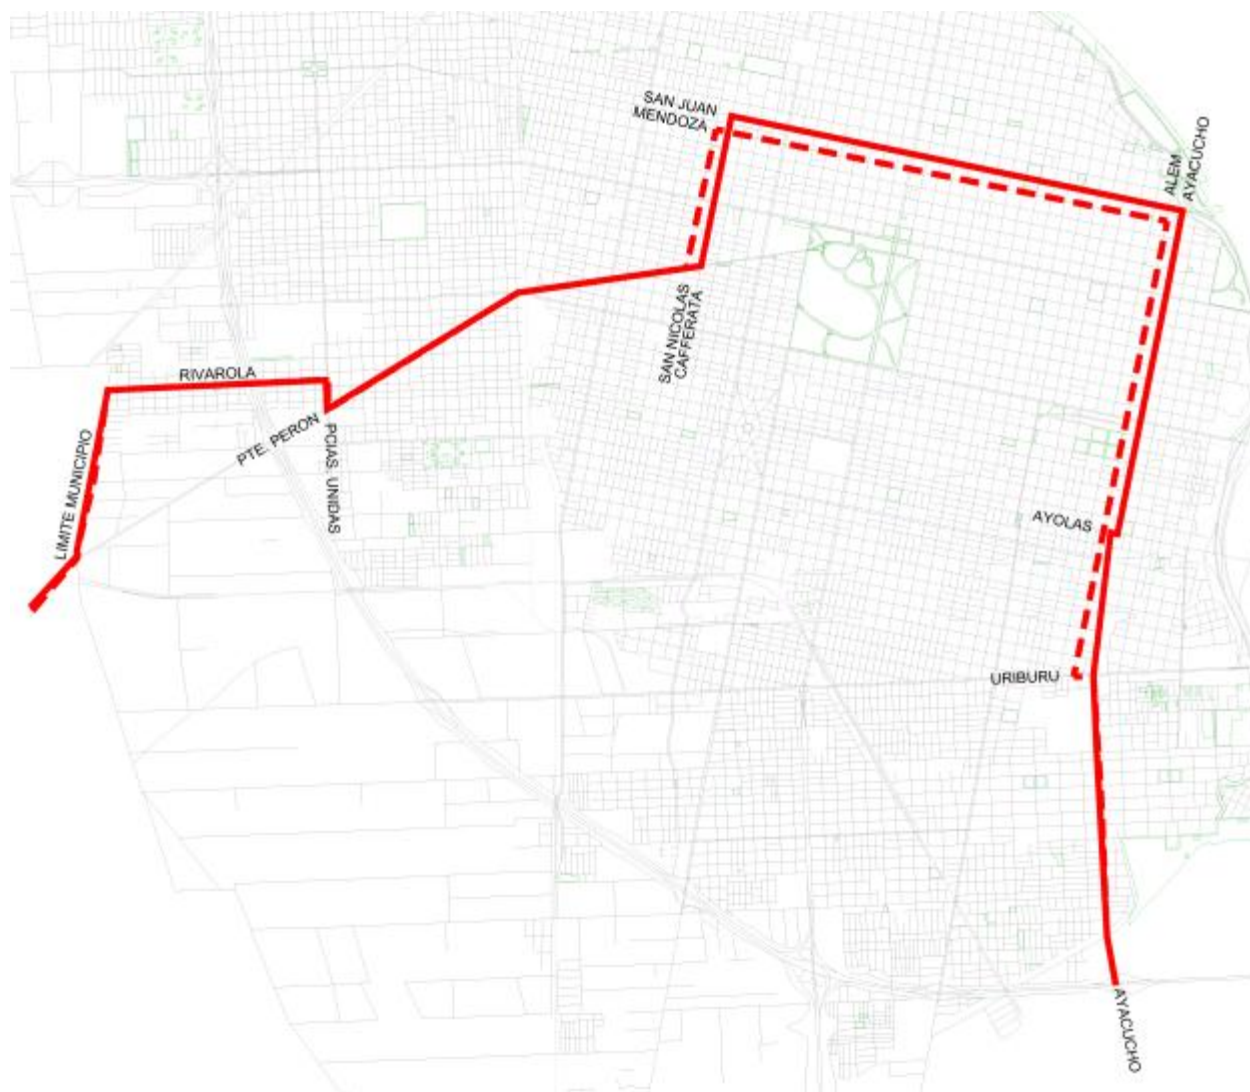 SAN JUAN
MENDOZA
ALEM
AYACUCHO
SAN NICOLAS
CAFFERATA
RIVAROLA
PTE. PERON
PCIAS. UNIDAS
LIMITE MUNICIPIO
AYOLAS
URIBURU
AYACUCHO